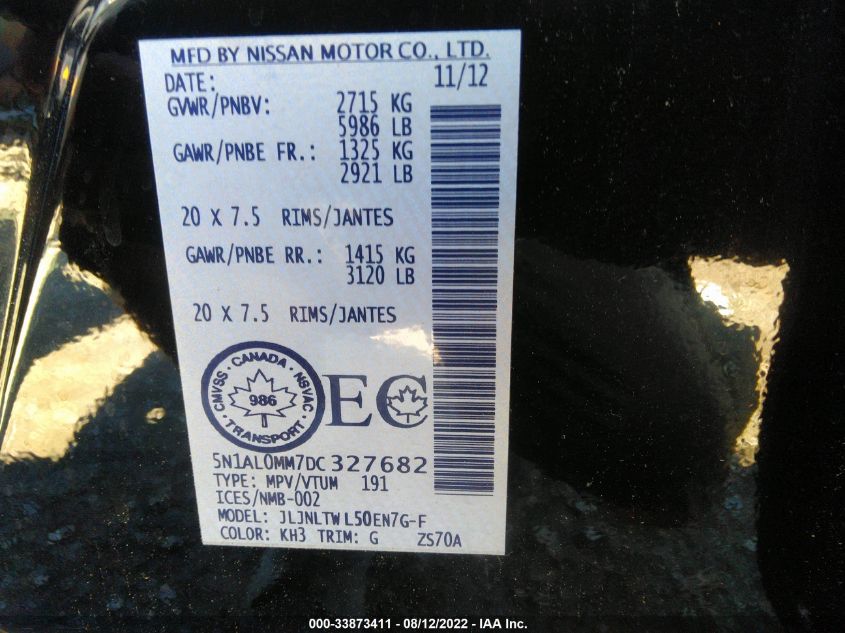 MFD BY NISSAN MOTOR CO., LTD.
DATE: 11/12
GVWR/PNBV: 2715 KG
5986 LB
GAWR/PNBE FR.: 1325 KG
2921 LB
20 X 7.5 RIMS/JANTES
GAWR/PNBE RR.: 1415 KG
3120 LB
20 X 7.5 RIMS/JANTES
CMVSS · CANADA · NSVAC
986
· TRANSPORT ·
EC
5N1AL0MM7DC327682
TYPE: MPV/VTUM 191
ICES/NMB-002
MODEL: JLJNLTWL50EN7G-F
COLOR: KH3 TRIM: G ZS70A
000-33873411 - 08/12/2022 - IAA Inc.